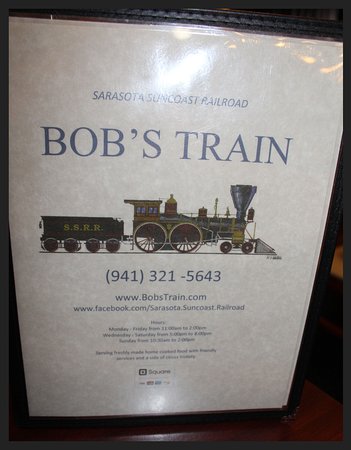 SARASOTA SUNCOAST RAILROAD
BOB'S TRAIN
S.S.R.R.
(941) 321 -5643
www.BobsTrain.com
www.facebook.com/Sarasota.Suncoast.Railroad
Hours:
Monday - Friday from 11:00am to 2:00pm
Wednesday - Saturday from 5:00pm to 8:00pm
Sunday from 10:30am to 2:00pm
Serving freshly made home cooked food with friendly
services and a side of circus history.
Square